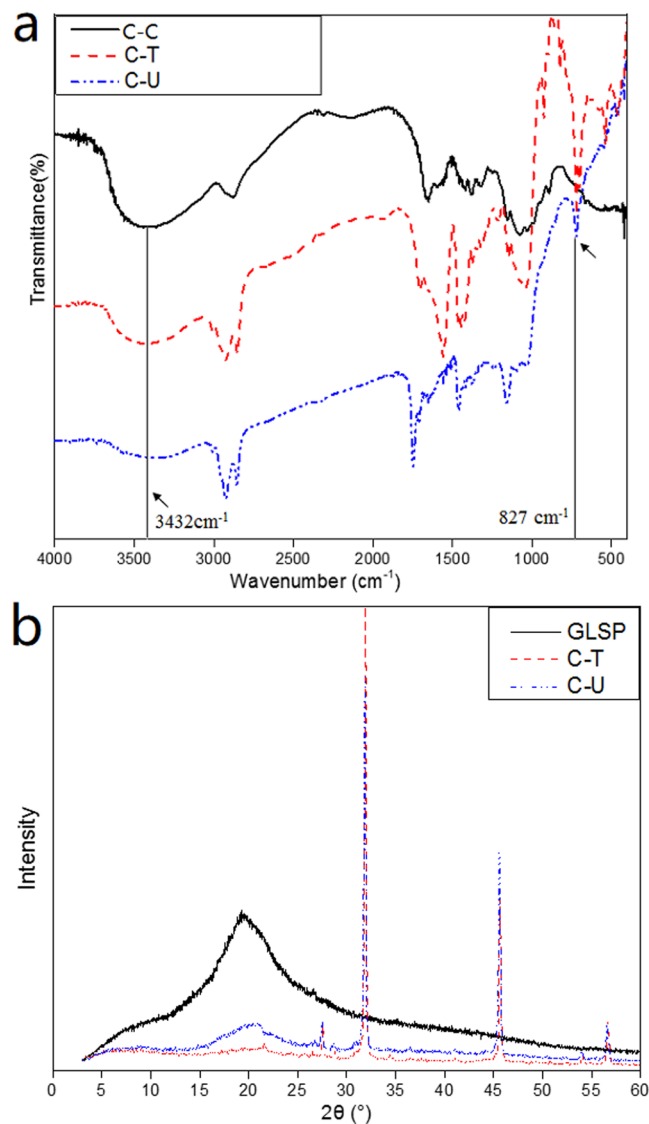 a
C-C
C-T
C-U
Transmittance(%)
3432cm-1
827 cm-1
4000 3500 3000 2500 2000 1500 1000 500
Wavenumber (cm-1)
b
GLSP
C-T
C-U
Intensity
0 5 10 15 20 25 30 35 40 45 50 55 60
2θ (°)